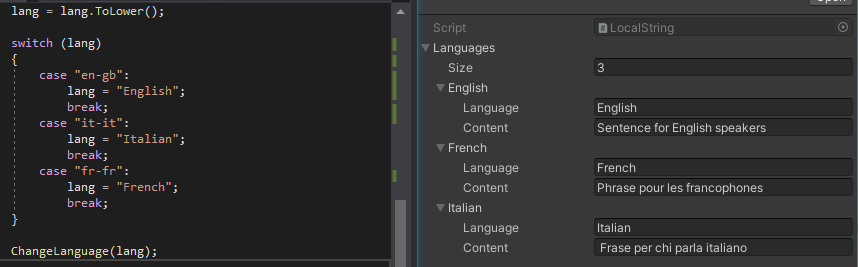 lang = lang.ToLower();
switch (lang)
{
case "en-gb":
lang = "English";
break;
case "it-it":
lang = "Italian";
break;
case "fr-fr":
lang = "French";
break;
}
ChangeLanguage(lang);
Open
Script LocalString
Languages
Size 3
English
Language English
Content Sentence for English speakers
French
Language French
Content Phrase pour les francophones
Italian
Language Italian
Content Frase per chi parla italiano